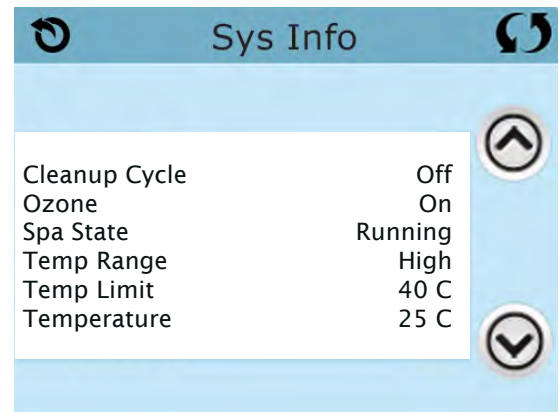 Sys Info
Cleanup Cycle Off
Ozone On
Spa State Running
Temp Range High
Temp Limit 40 C
Temperature 25 C